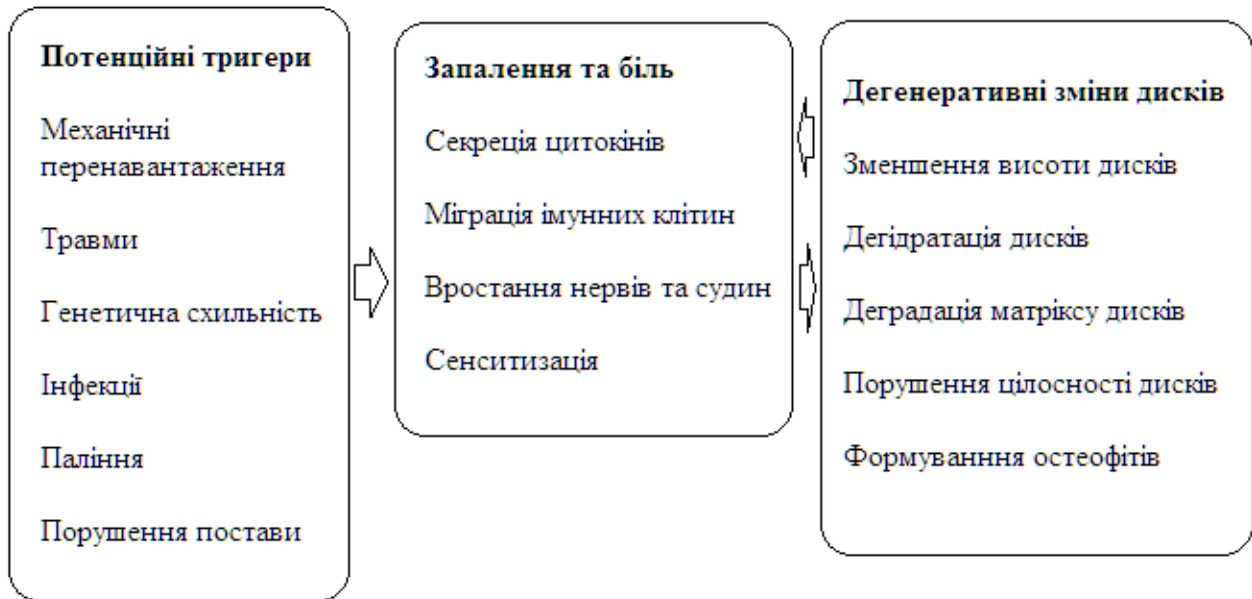 Потенційні тригери
Механічні
перенавантаження
Травми
Генетична схильність
Інфекції
Паління
Порушення постави
Запалення та біль
Секреція цитокінів
Міграція імунних клітин
Вростання нервів та судин
Сенситизація
Дегенеративні зміни дисків
Зменшення висоти дисків
Дегідратація дисків
Деградація матріксу дисків
Порушення цілосності дисків
Формуванння остеофітів